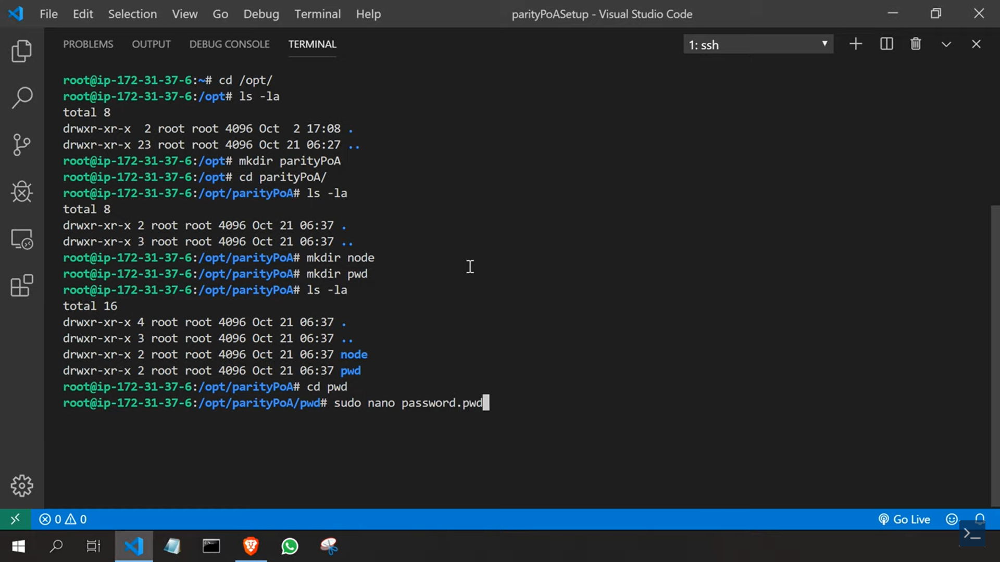 File Edit Selection View Go Debug Terminal Help parityPoASetup - Visual Studio Code
PROBLEMS OUTPUT DEBUG CONSOLE TERMINAL 1: ssh
root@ip-172-31-37-6:~# cd /opt/
root@ip-172-31-37-6:/opt# ls -la
total 8
drwxr-xr-x  2 root root 4096 Oct  2 17:08 .
drwxr-xr-x 23 root root 4096 Oct 21 06:27 ..
root@ip-172-31-37-6:/opt# mkdir parityPoA
root@ip-172-31-37-6:/opt# cd parityPoA/
root@ip-172-31-37-6:/opt/parityPoA# ls -la
total 8
drwxr-xr-x 2 root root 4096 Oct 21 06:37 .
drwxr-xr-x 3 root root 4096 Oct 21 06:37 ..
root@ip-172-31-37-6:/opt/parityPoA# mkdir node
root@ip-172-31-37-6:/opt/parityPoA# mkdir pwd
root@ip-172-31-37-6:/opt/parityPoA# ls -la
total 16
drwxr-xr-x 4 root root 4096 Oct 21 06:37 .
drwxr-xr-x 3 root root 4096 Oct 21 06:37 ..
drwxr-xr-x 2 root root 4096 Oct 21 06:37 node
drwxr-xr-x 2 root root 4096 Oct 21 06:37 pwd
root@ip-172-31-37-6:/opt/parityPoA# cd pwd
root@ip-172-31-37-6:/opt/parityPoA/pwd# sudo nano password.pwd
0 0 Go Live